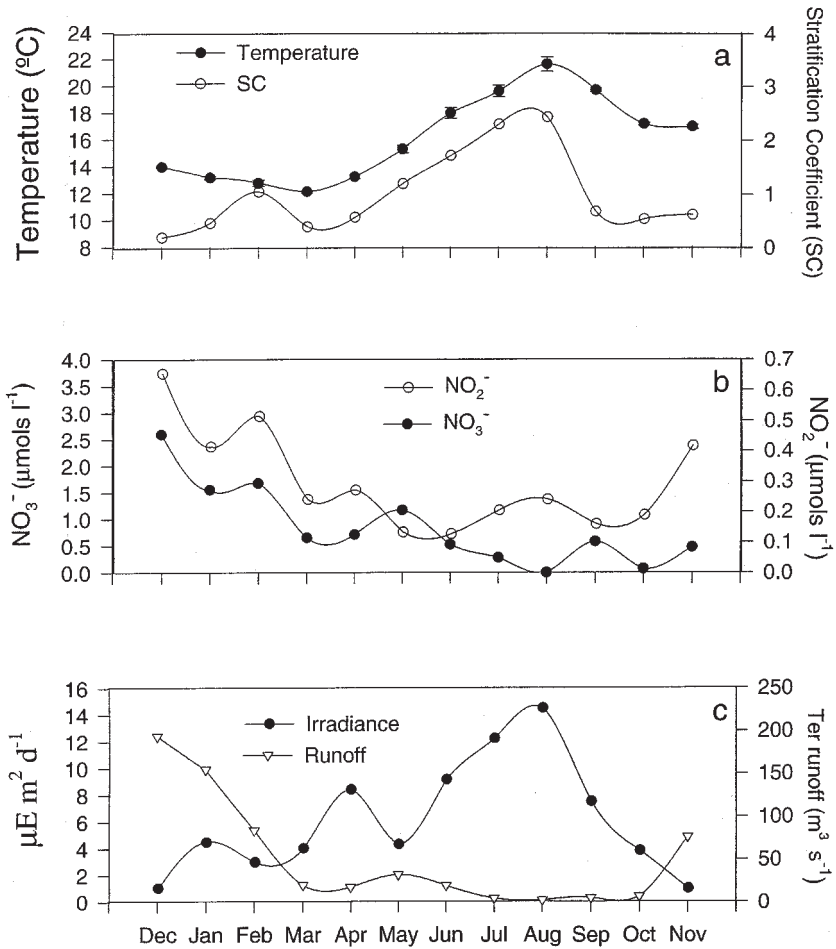 a
Temperature
SC
Temperature (ºC)
24
22
20
18
16
14
12
10
8
Stratification Coefficient (SC)
4
3
2
1
0
b
NO₂⁻
NO₃⁻
NO₃⁻ (µmols l⁻¹)
4.0
3.5
3.0
2.5
2.0
1.5
1.0
0.5
0.0
NO₂⁻ (µmols l⁻¹)
0.7
0.6
0.5
0.4
0.3
0.2
0.1
0.0
c
Irradiance
Runoff
µE m² d⁻¹
16
14
12
10
8
6
4
2
0
Ter runoff (m³ s⁻¹)
250
200
150
100
50
0
Dec Jan Feb Mar Apr May Jun Jul Aug Sep Oct Nov